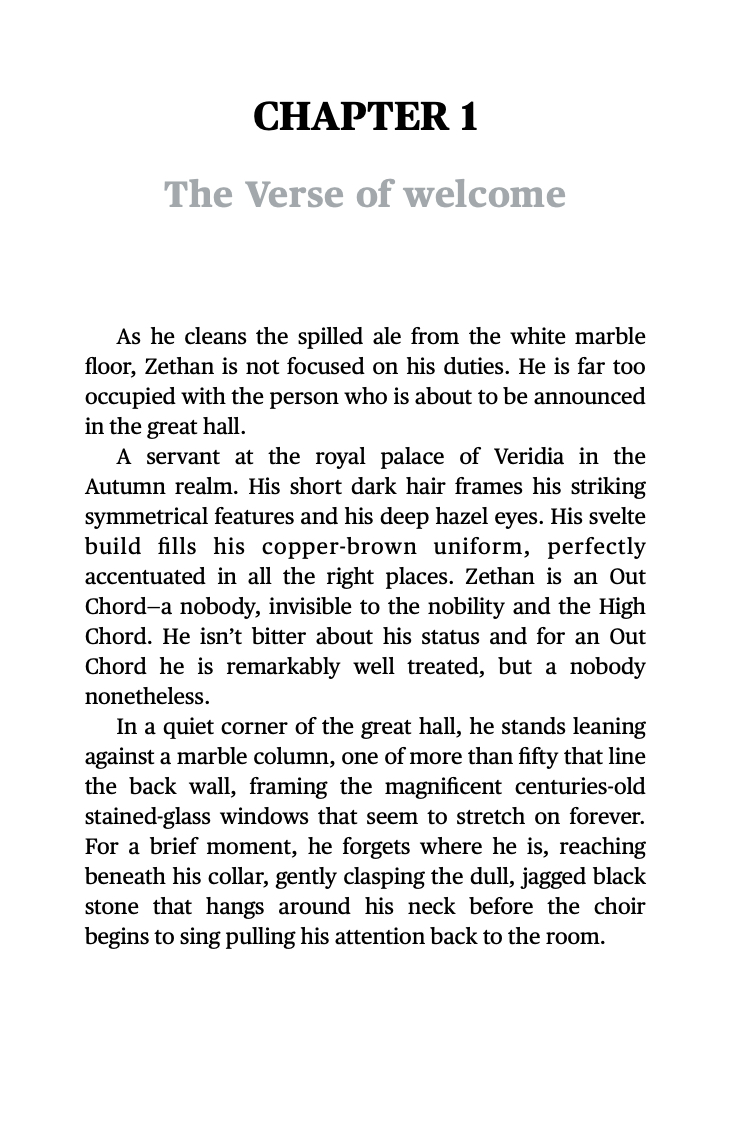 CHAPTER 1
The Verse of welcome
As he cleans the spilled ale from the white marble
floor, Zethan is not focused on his duties. He is far too
occupied with the person who is about to be announced
in the great hall.
A servant at the royal palace of Veridia in the
Autumn realm. His short dark hair frames his striking
symmetrical features and his deep hazel eyes. His svelte
build fills his copper-brown uniform, perfectly
accentuated in all the right places. Zethan is an Out
Chord—a nobody, invisible to the nobility and the High
Chord. He isn’t bitter about his status and for an Out
Chord he is remarkably well treated, but a nobody
nonetheless.
In a quiet corner of the great hall, he stands leaning
against a marble column, one of more than fifty that line
the back wall, framing the magnificent centuries-old
stained-glass windows that seem to stretch on forever.
For a brief moment, he forgets where he is, reaching
beneath his collar, gently clasping the dull, jagged black
stone that hangs around his neck before the choir
begins to sing pulling his attention back to the room.